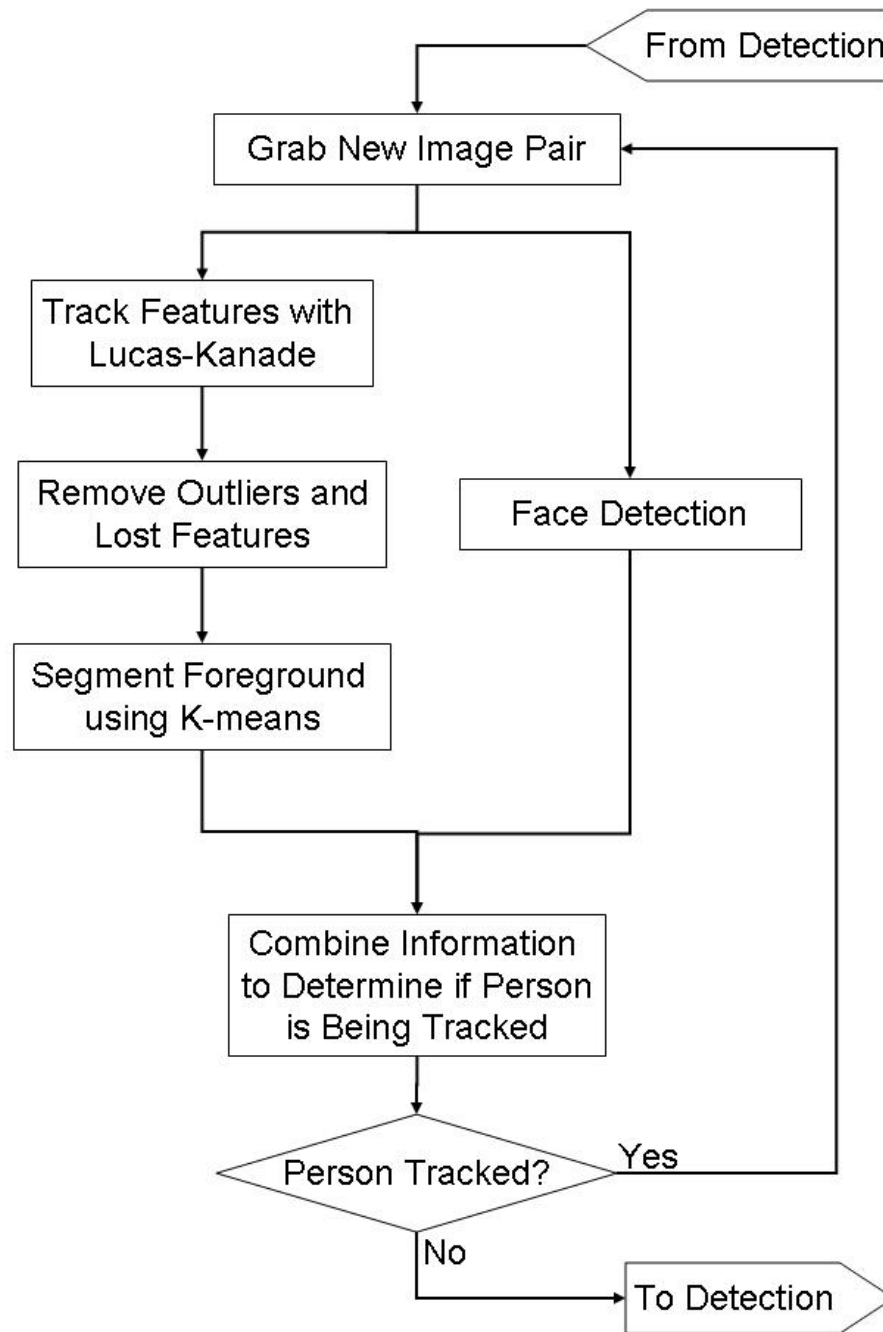 From Detection
Grab New Image Pair
Track Features with
Lucas-Kanade
Remove Outliers and
Lost Features
Face Detection
Segment Foreground
using K-means
Combine Information
to Determine if Person
is Being Tracked
Person Tracked?
Yes
No
To Detection